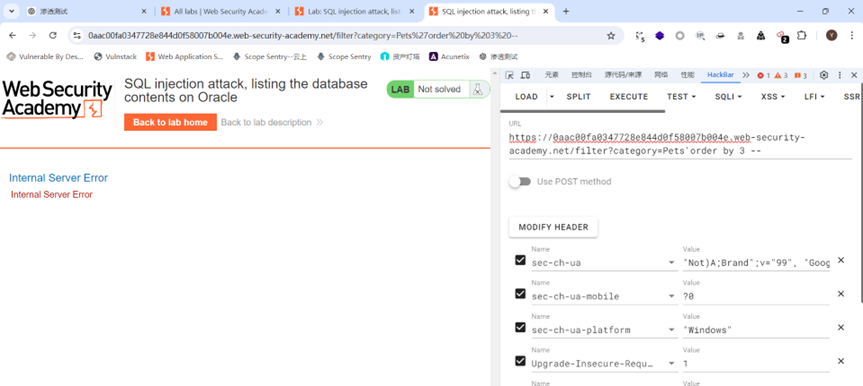 渗透测试
All labs | Web Security Acade
Lab: SQL injection attack, listi
SQL injection attack, listing th
0aac00fa0347728e844d0f58007b004e.web-security-academy.net/filter?category=Pets%27order%20by%203%20--
Vulnerable By Des...
Vulnstack
Web Application S...
Scope Sentry--云上
Scope Sentry
资产灯塔
Acunetix
渗透测试
WebSecurity
Academy
SQL injection attack, listing the database
contents on Oracle
Back to lab home
Back to lab description
LAB
Not solved
Internal Server Error
Internal Server Error
元素
控制台
源代码/来源
网络
性能
HackBar
1
3
3
LOAD
SPLIT
EXECUTE
TEST
SQLI
XSS
LFI
SSR
URL
https://0aac00fa0347728e844d0f58007b004e.web-security-
academy.net/filter?category=Pets'order by 3 --
Use POST method
MODIFY HEADER
Name
Value
sec-ch-ua
"Not)A;Brand";v="99", "Goog
Name
Value
sec-ch-ua-mobile
?0
Name
Value
sec-ch-ua-platform
"Windows"
Name
Value
Upgrade-Insecure-Requ...
1
Name
Value